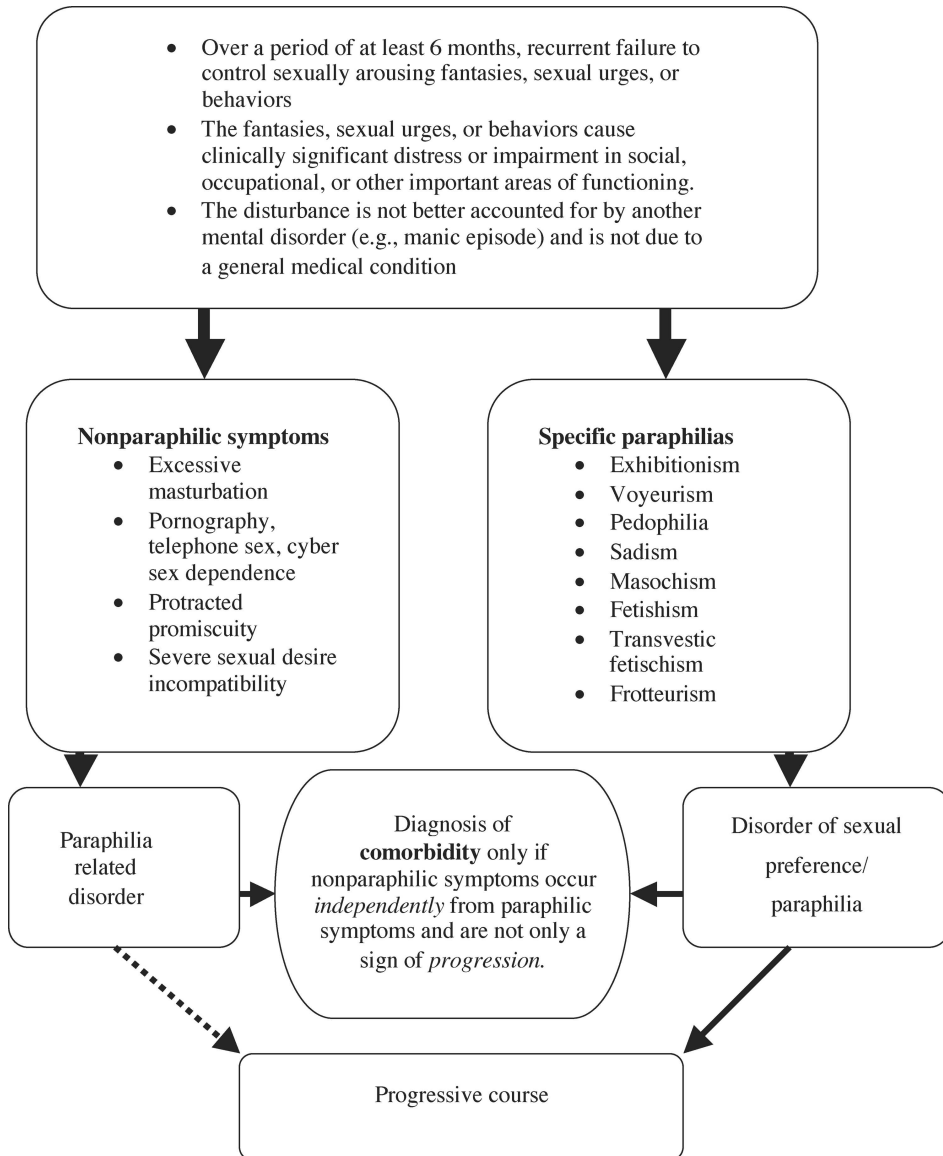 • Over a period of at least 6 months, recurrent failure to
control sexually arousing fantasies, sexual urges, or
behaviors
• The fantasies, sexual urges, or behaviors cause
clinically significant distress or impairment in social,
occupational, or other important areas of functioning.
• The disturbance is not better accounted for by another
mental disorder (e.g., manic episode) and is not due to
a general medical condition
Nonparaphilic symptoms
• Excessive
masturbation
• Pornography,
telephone sex, cyber
sex dependence
• Protracted
promiscuity
• Severe sexual desire
incompatibility
Specific paraphilias
• Exhibitionism
• Voyeurism
• Pedophilia
• Sadism
• Masochism
• Fetishism
• Transvestic
fetischism
• Frotteurism
Paraphilia
related
disorder
Diagnosis of
comorbidity only if
nonparaphilic symptoms occur
independently from paraphilic
symptoms and are not only a
sign of progression.
Disorder of sexual
preference/
paraphilia
Progressive course